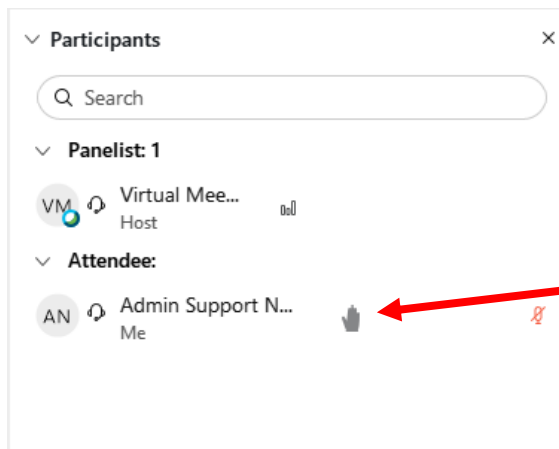 Participants
Search
Panelist: 1
VM
Virtual Mee...
Host
Attendee:
AN
Admin Support N...
Me